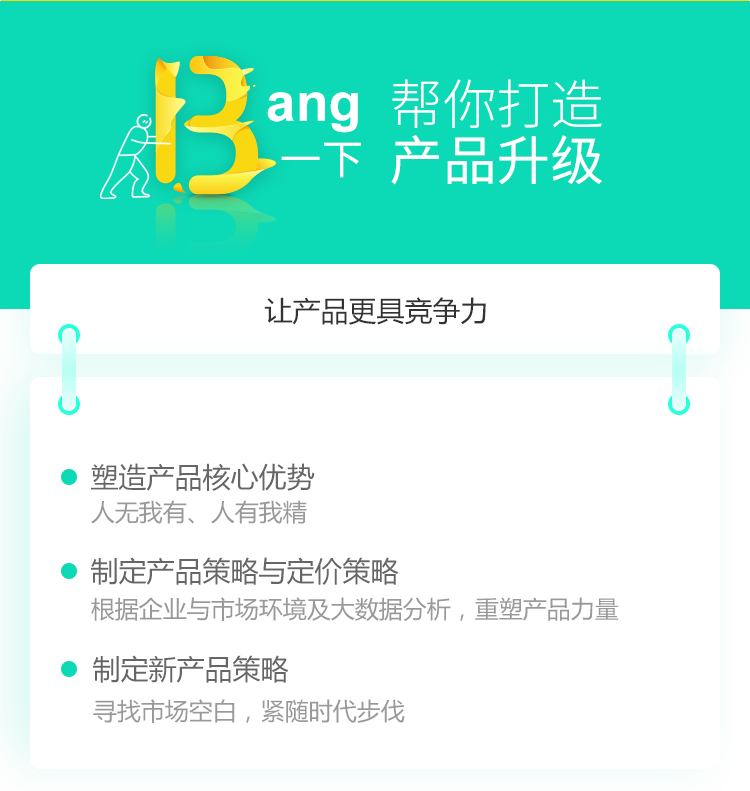 Bang 帮你打造
一下 产品升级
让产品更具竞争力
塑造产品核心优势
人无我有、人有我精
制定产品策略与定价策略
根据企业与市场环境及大数据分析，重塑产品力量
制定新产品策略
寻找市场空白，紧随时代步伐